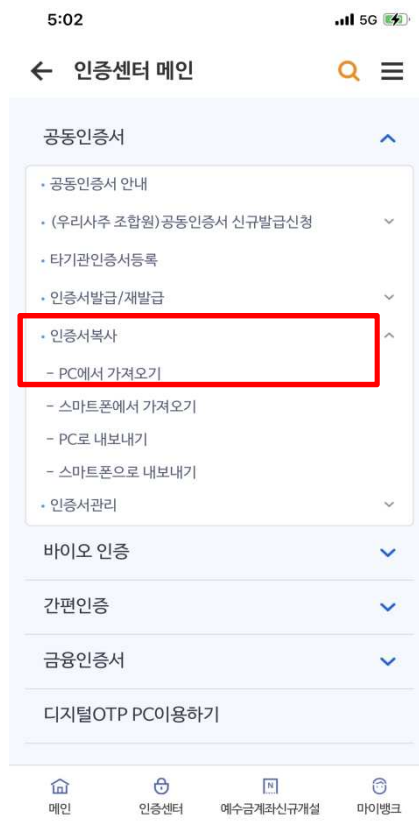 5:02 5G
인증센터 메인
공동인증서
· 공동인증서 안내
· (우리사주 조합원)공동인증서 신규발급신청
· 타기관인증서등록
· 인증서발급/재발급
· 인증서복사
- PC에서 가져오기
- 스마트폰에서 가져오기
- PC로 내보내기
- 스마트폰으로 내보내기
· 인증서관리
바이오 인증
간편인증
금융인증서
디지털OTP PC이용하기
N
메인 인증센터 예수금계좌신규개설 마이뱅크